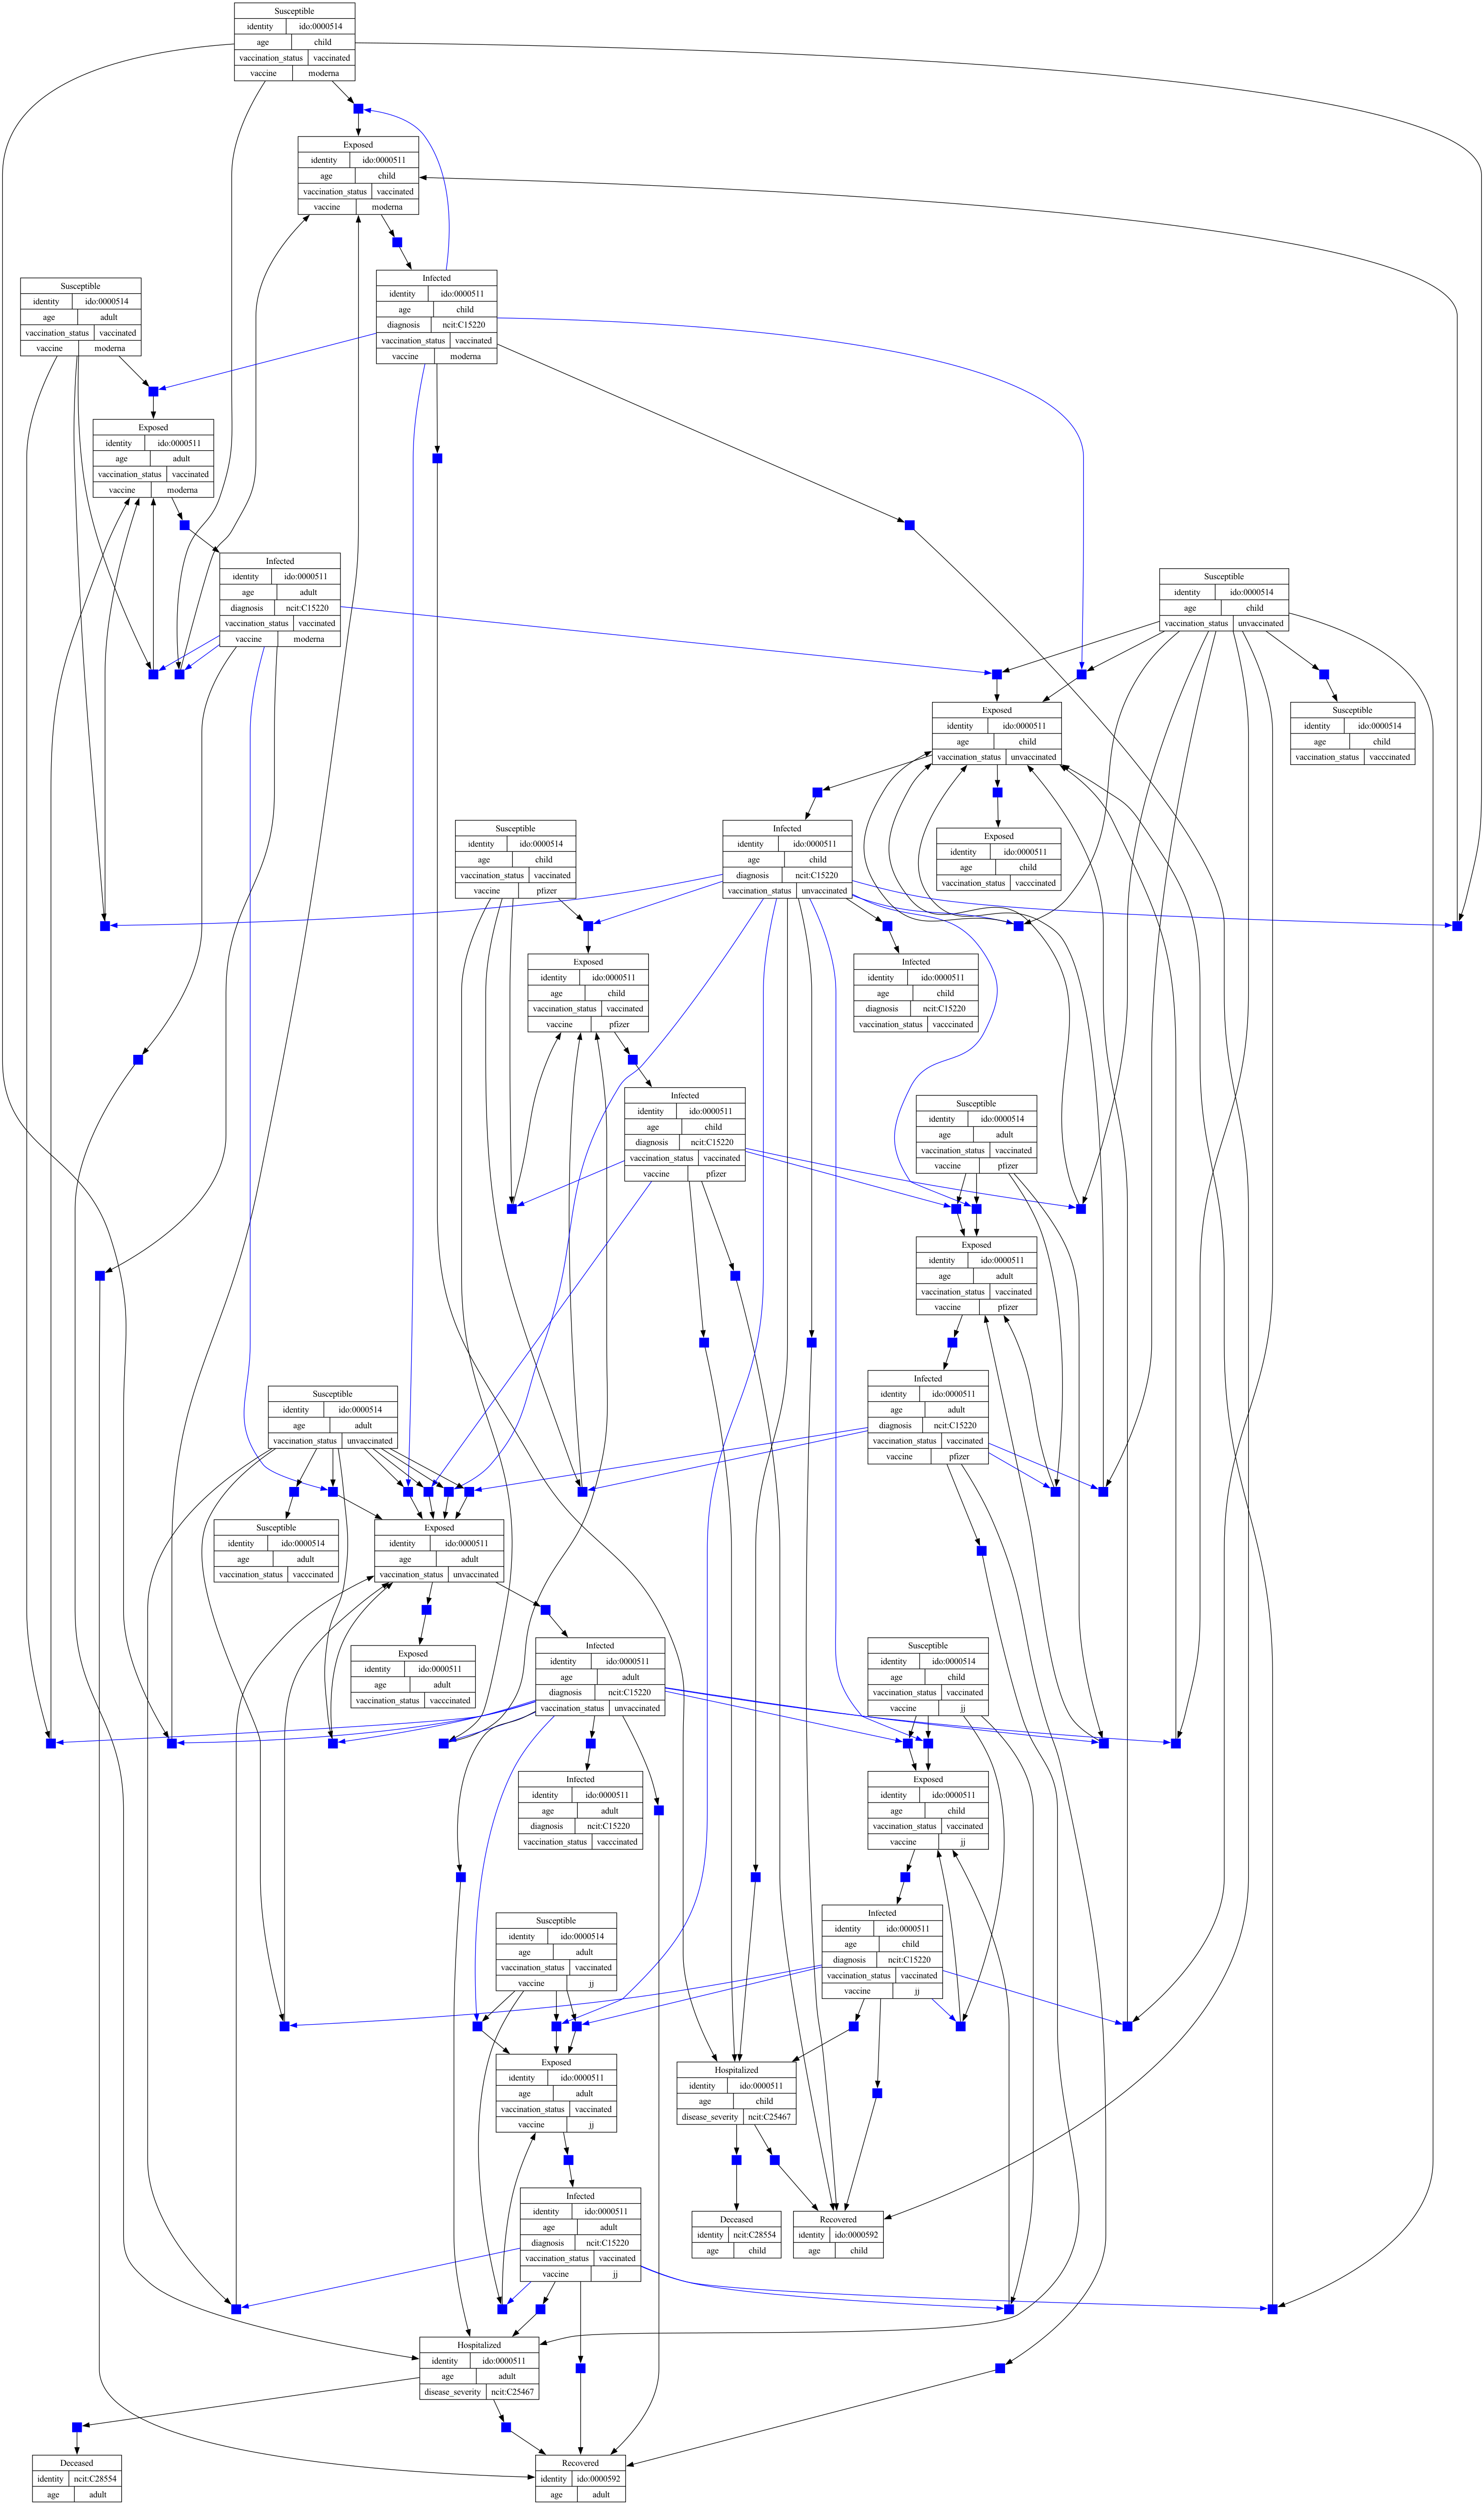 Susceptible
identity ido:0000514
age child
vaccination_status vaccinated
vaccine moderna
Exposed
identity ido:0000511
age child
vaccination_status vaccinated
vaccine moderna
Infected
identity ido:0000511
age child
diagnosis ncit:C15220
vaccination_status vaccinated
vaccine moderna
Susceptible
identity ido:0000514
age adult
vaccination_status vaccinated
vaccine moderna
Exposed
identity ido:0000511
age adult
vaccination_status vaccinated
vaccine moderna
Infected
identity ido:0000511
age adult
diagnosis ncit:C15220
vaccination_status vaccinated
vaccine moderna
Susceptible
identity ido:0000514
age child
vaccination_status unvaccinated
Exposed
identity ido:0000511
age child
vaccination_status unvaccinated
Susceptible
identity ido:0000514
age child
vaccination_status vacccinated
Susceptible
identity ido:0000514
age child
vaccination_status vaccinated
vaccine pfizer
Infected
identity ido:0000511
age child
diagnosis ncit:C15220
vaccination_status unvaccinated
Exposed
identity ido:0000511
age child
vaccination_status vacccinated
Exposed
identity ido:0000511
age child
vaccination_status vaccinated
vaccine pfizer
Infected
identity ido:0000511
age child
diagnosis ncit:C15220
vaccination_status vacccinated
Infected
identity ido:0000511
age child
diagnosis ncit:C15220
vaccination_status vaccinated
vaccine pfizer
Susceptible
identity ido:0000514
age adult
vaccination_status vaccinated
vaccine pfizer
Exposed
identity ido:0000511
age adult
vaccination_status vaccinated
vaccine pfizer
Infected
identity ido:0000511
age adult
diagnosis ncit:C15220
vaccination_status vaccinated
vaccine pfizer
Susceptible
identity ido:0000514
age adult
vaccination_status unvaccinated
Susceptible
identity ido:0000514
age adult
vaccination_status vacccinated
Exposed
identity ido:0000511
age adult
vaccination_status unvaccinated
Exposed
identity ido:0000511
age adult
vaccination_status vacccinated
Infected
identity ido:0000511
age adult
diagnosis ncit:C15220
vaccination_status unvaccinated
Susceptible
identity ido:0000514
age child
vaccination_status vaccinated
vaccine jj
Infected
identity ido:0000511
age adult
diagnosis ncit:C15220
vaccination_status vacccinated
Exposed
identity ido:0000511
age child
vaccination_status vaccinated
vaccine jj
Susceptible
identity ido:0000514
age adult
vaccination_status vaccinated
vaccine jj
Infected
identity ido:0000511
age child
diagnosis ncit:C15220
vaccination_status vaccinated
vaccine jj
Exposed
identity ido:0000511
age adult
vaccination_status vaccinated
vaccine jj
Hospitalized
identity ido:0000511
age child
disease_severity ncit:C25467
Infected
identity ido:0000511
age adult
diagnosis ncit:C15220
vaccination_status vaccinated
vaccine jj
Deceased
identity ncit:C28554
age child
Recovered
identity ido:0000592
age child
Hospitalized
identity ido:0000511
age adult
disease_severity ncit:C25467
Deceased
identity ncit:C28554
age adult
Recovered
identity ido:0000592
age adult